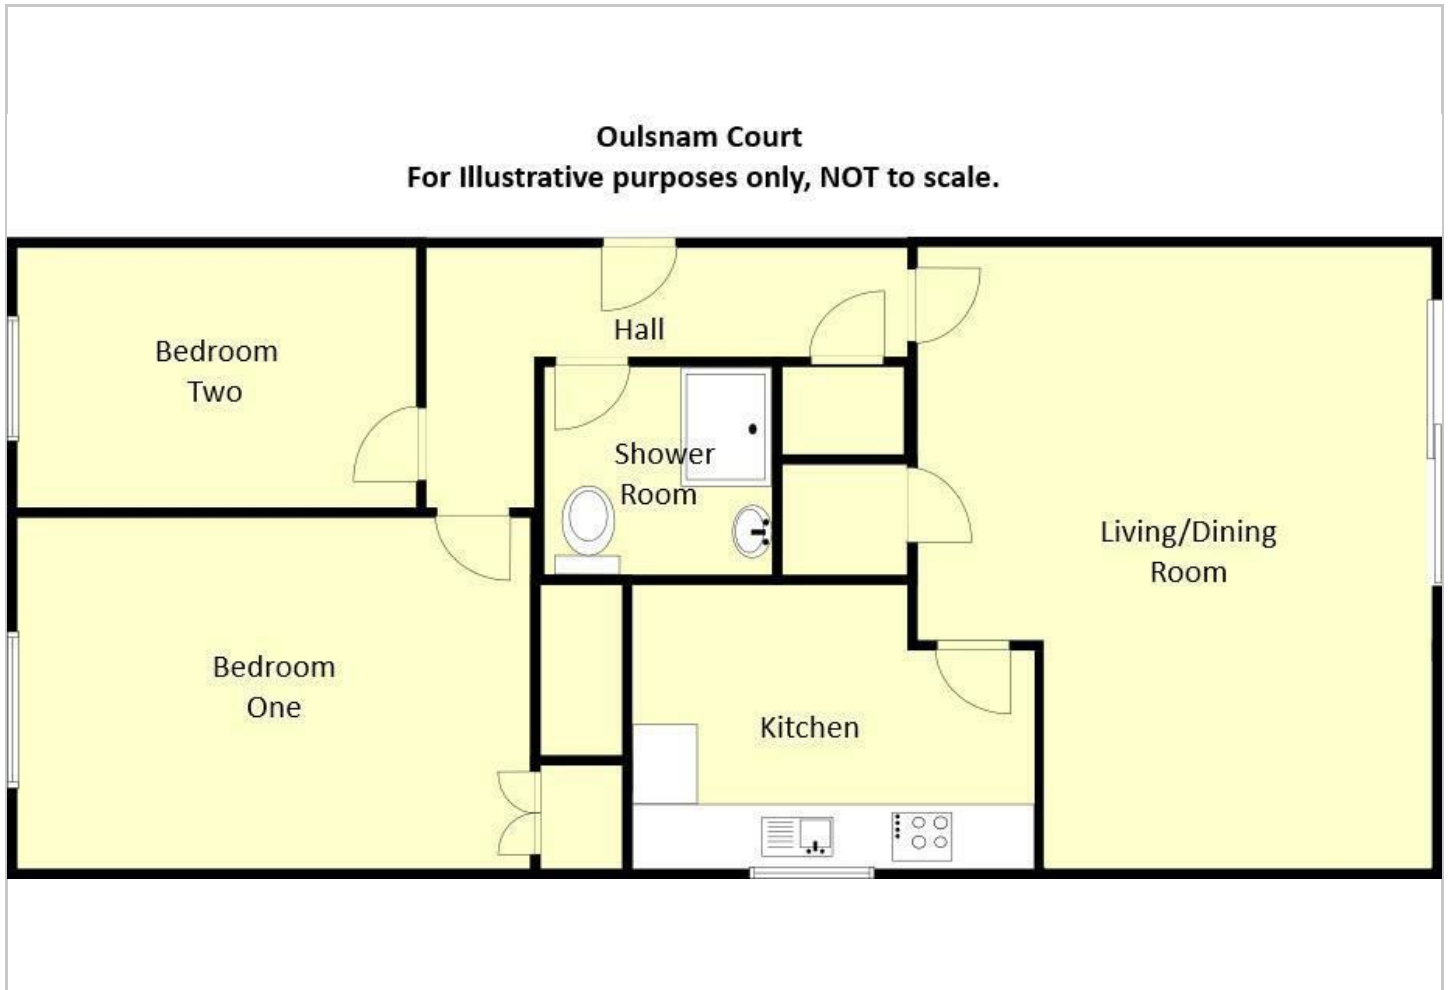 Oulsnam Court
For Illustrative purposes only, NOT to scale.
Bedroom
Two
Hall
Shower
Room
Living/Dining
Room
Bedroom
One
Kitchen